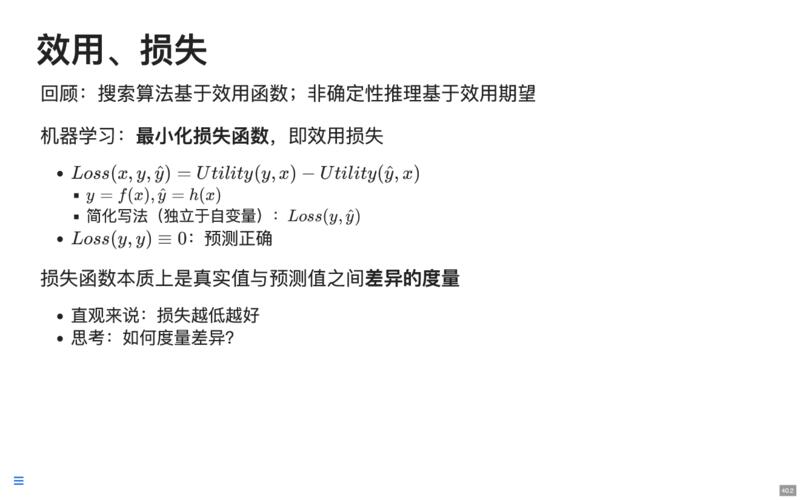 效用、损失
回顾：搜索算法基于效用函数；非确定性推理基于效用期望
机器学习：最小化损失函数，即效用损失
• Loss(x, y, ŷ) = Utility(y, x) − Utility(ŷ, x)
▪ y = f(x), ŷ = h(x)
▪ 简化写法（独立于自变量）：Loss(y, ŷ)
• Loss(y, y) ≡ 0：预测正确
损失函数本质上是真实值与预测值之间差异的度量
• 直观来说：损失越低越好
• 思考：如何度量差异?
40.2